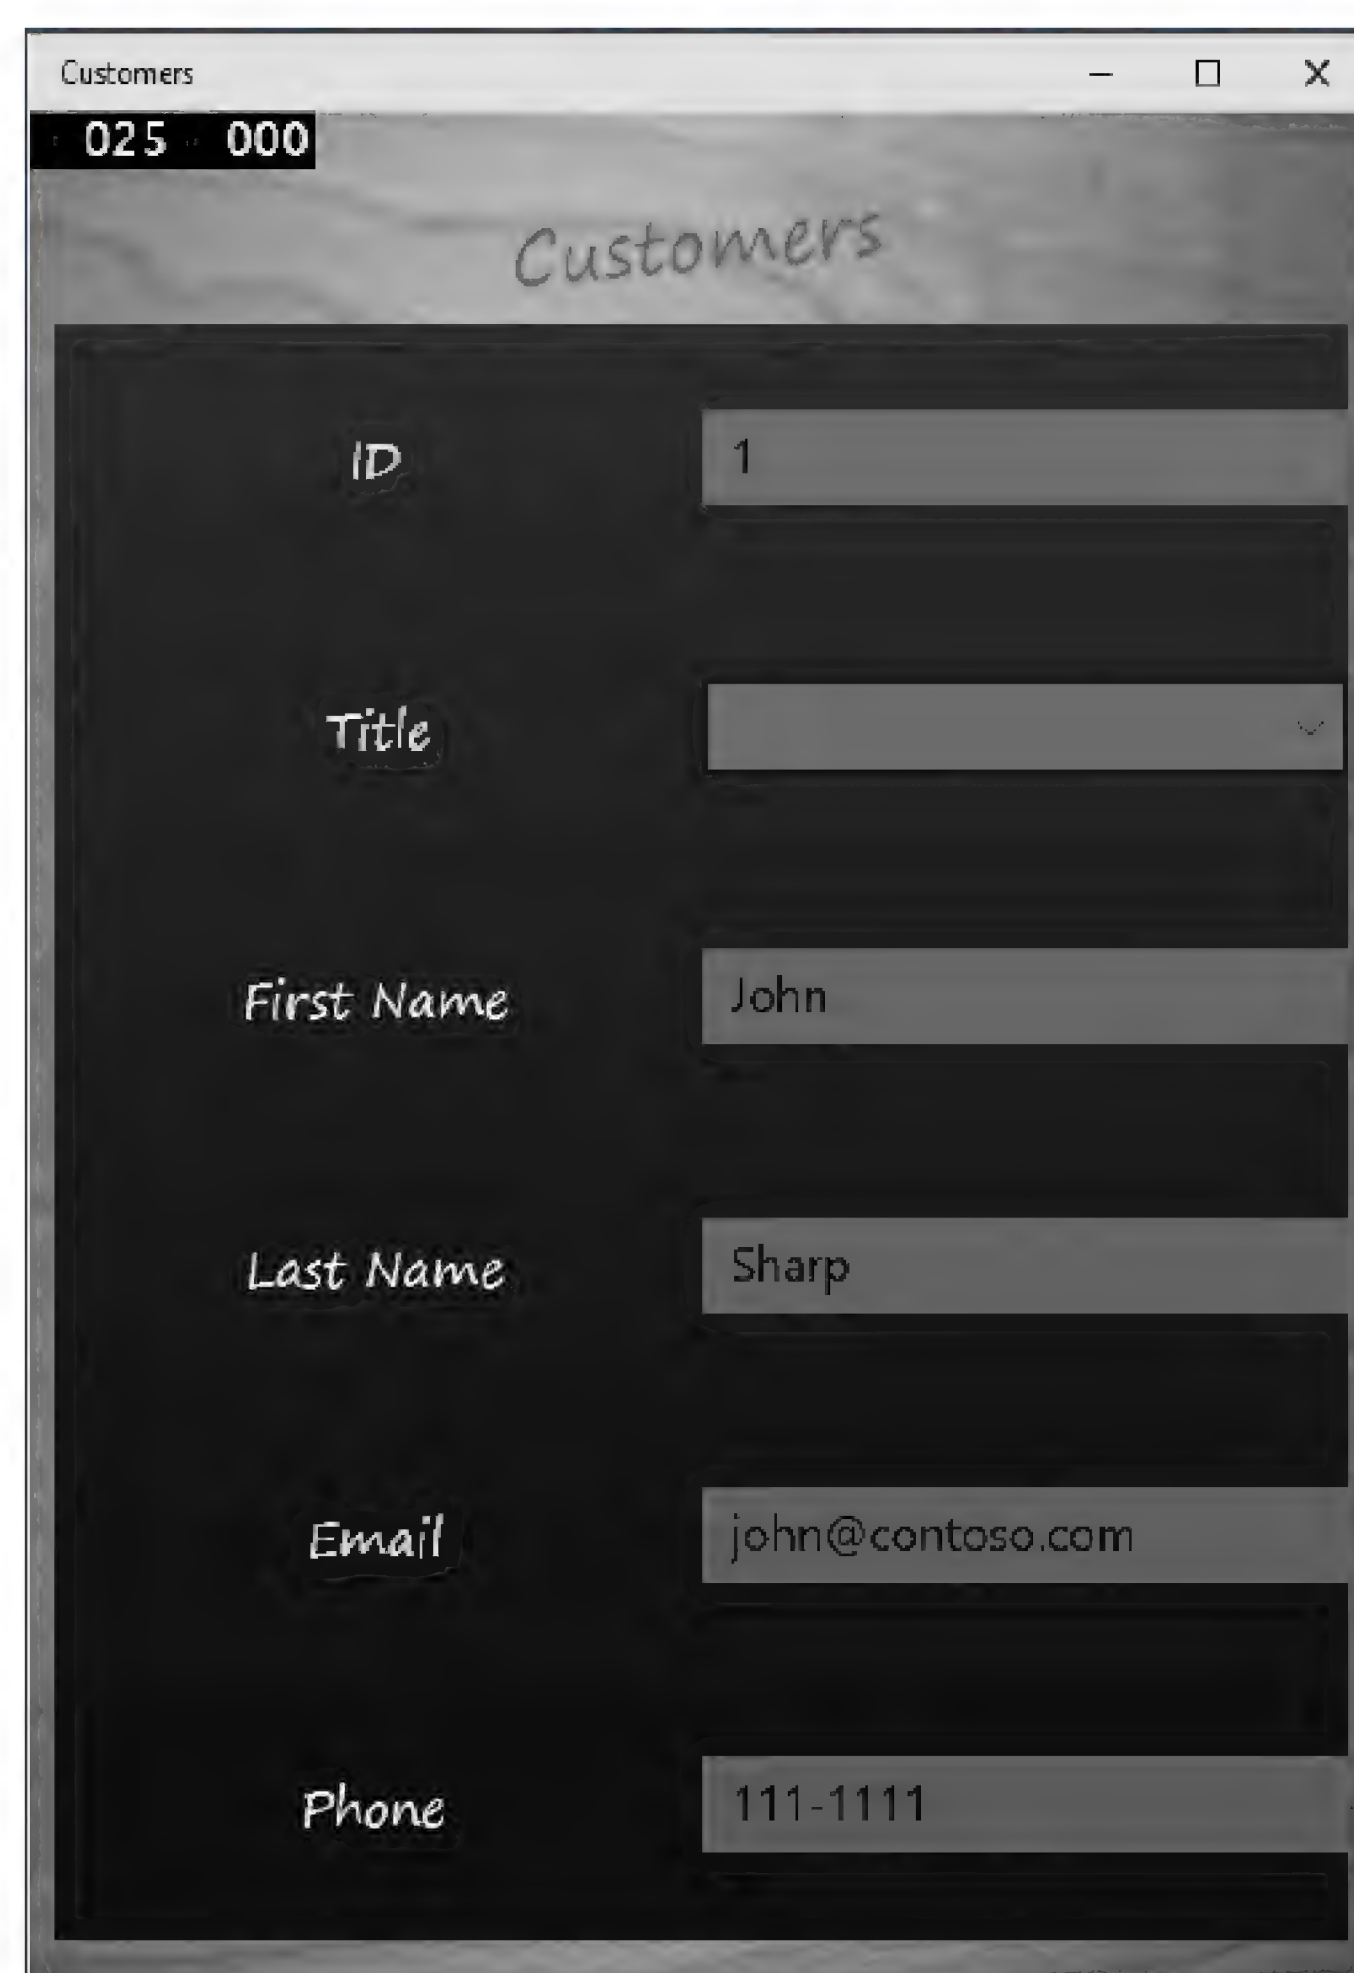 Customers
025 000
Customers
ID 1
Title
First Name John
Last Name Sharp
Email john@contoso.com
Phone 111-1111